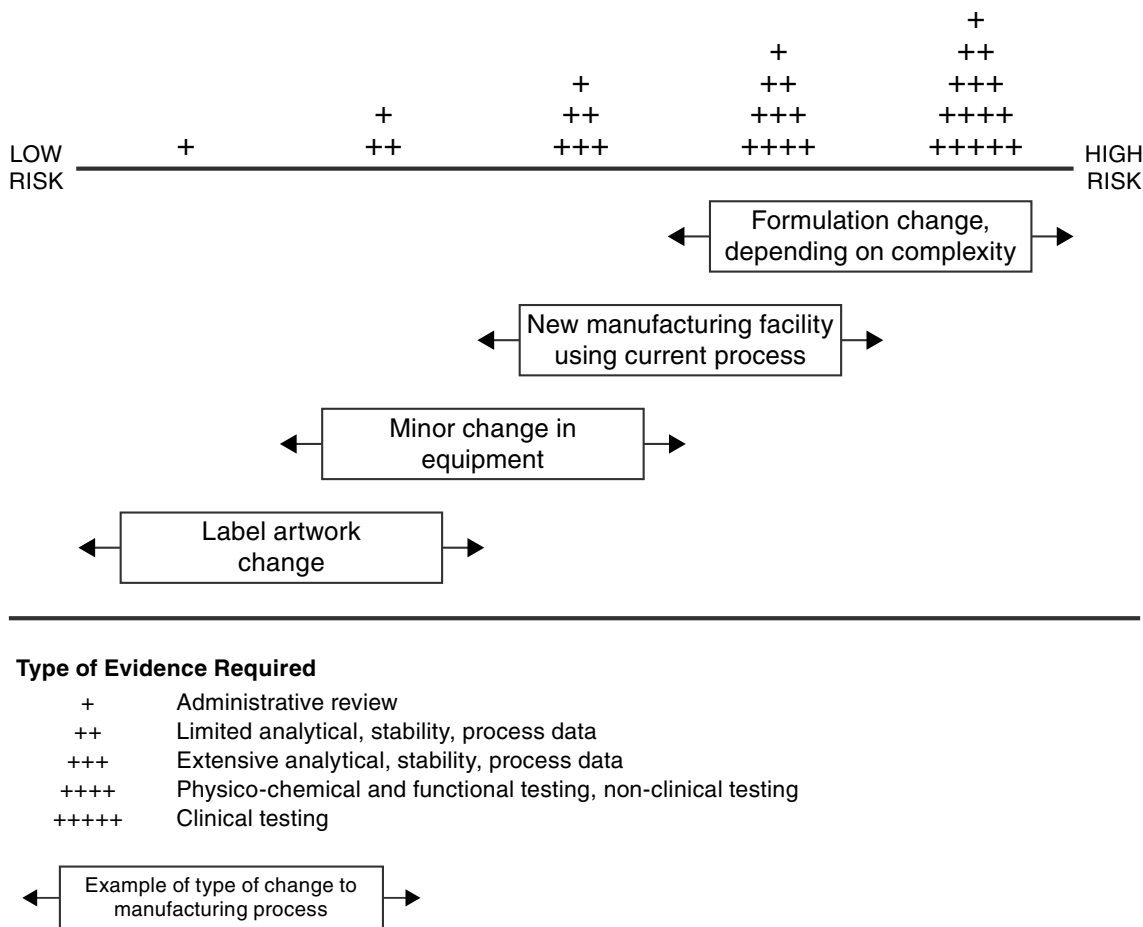 +
+ ++
+ ++ +++
+ ++ +++ ++++
+ ++ +++ ++++ +++++
LOW
RISK
HIGH
RISK
Formulation change,
depending on complexity
New manufacturing facility
using current process
Minor change in
equipment
Label artwork
change
Type of Evidence Required
+ Administrative review
++ Limited analytical, stability, process data
+++ Extensive analytical, stability, process data
++++ Physico-chemical and functional testing, non-clinical testing
+++++ Clinical testing
Example of type of change to
manufacturing process